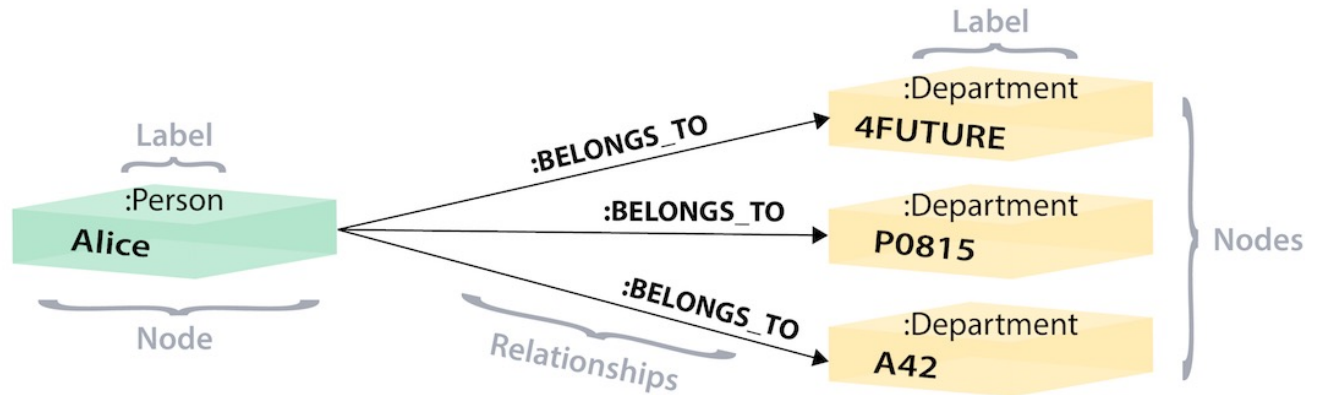 Label
:Person
Alice
Node
:BELONGS_TO
:BELONGS_TO
:BELONGS_TO
Relationships
Label
:Department
4FUTURE
:Department
P0815
:Department
A42
Nodes